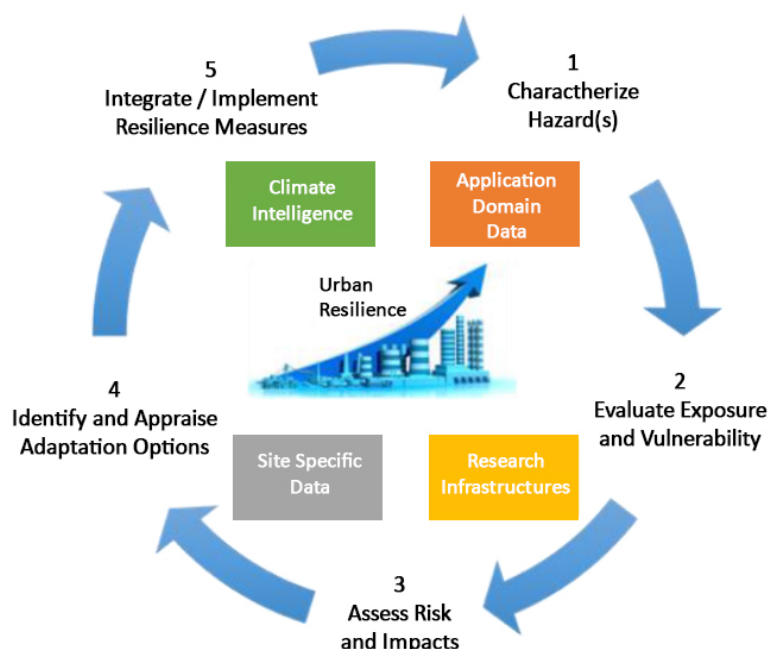 5
Integrate / Implement
Resilience Measures
1
Charactherize
Hazard(s)
Climate
Intelligence
Application
Domain
Data
Urban
Resilience
4
Identify and Appraise
Adaptation Options
2
Evaluate Exposure
and Vulnerability
Site Specific
Data
Research
Infrastructures
3
Assess Risk
and Impacts